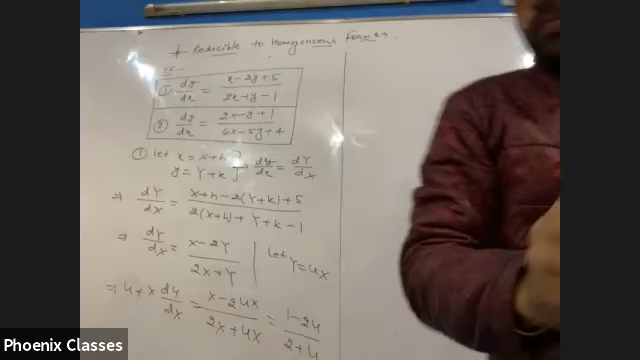 * Reducible to Homogeneous Forms.
Ex -
① dy/dx = (x-2y+5)/(2x+y-1)
② dy/dx = (2x-y+1)/(6x-5y+4)
① Let x = X+h
y = Y+k } → dy/dx = dY/dX
⇒ dY/dX = (X+h-2(Y+k)+5)/(2(X+h)+Y+k-1)
⇒ dY/dX = (X-2Y)/(2X+Y) | Let Y=uX
⇒ u+X du/dX = (X-2uX)/(2X+uX) = (1-2u)/(2+u)
Phoenix Classes